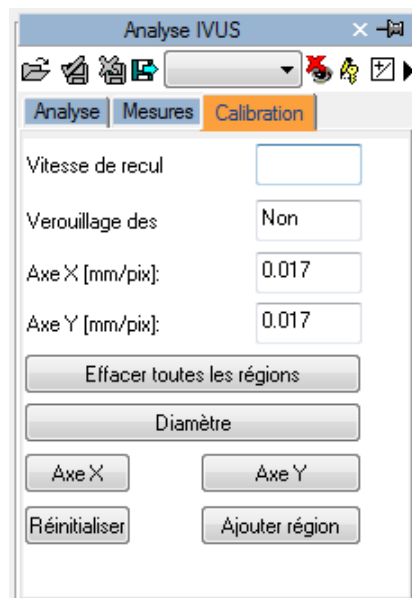 Analyse IVUS
Analyse Mesures Calibration
Vitesse de recul
Verouillage des Non
Axe X [mm/pix]: 0.017
Axe Y [mm/pix]: 0.017
Effacer toutes les régions
Diamètre
Axe X Axe Y
Réinitialiser Ajouter région